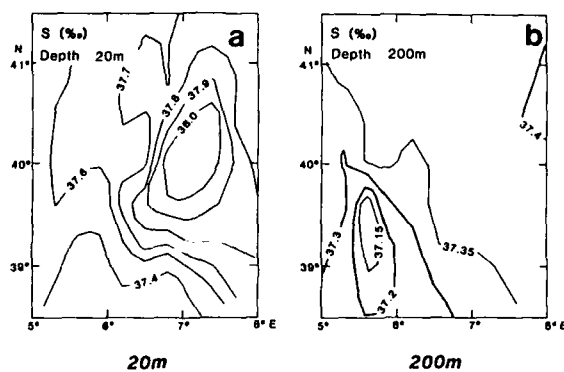 S (‰) a
Depth 20m
N
41°
40°
39°
5° 6° 7° 8° E
37.7
37.8
37.9
38.0
37.6
37.4
20m
S (‰) b
Depth 200m
N
41°
40°
39°
5° 6° 7° 8° E
37.4
37.3
37.15
37.35
37.2
200m